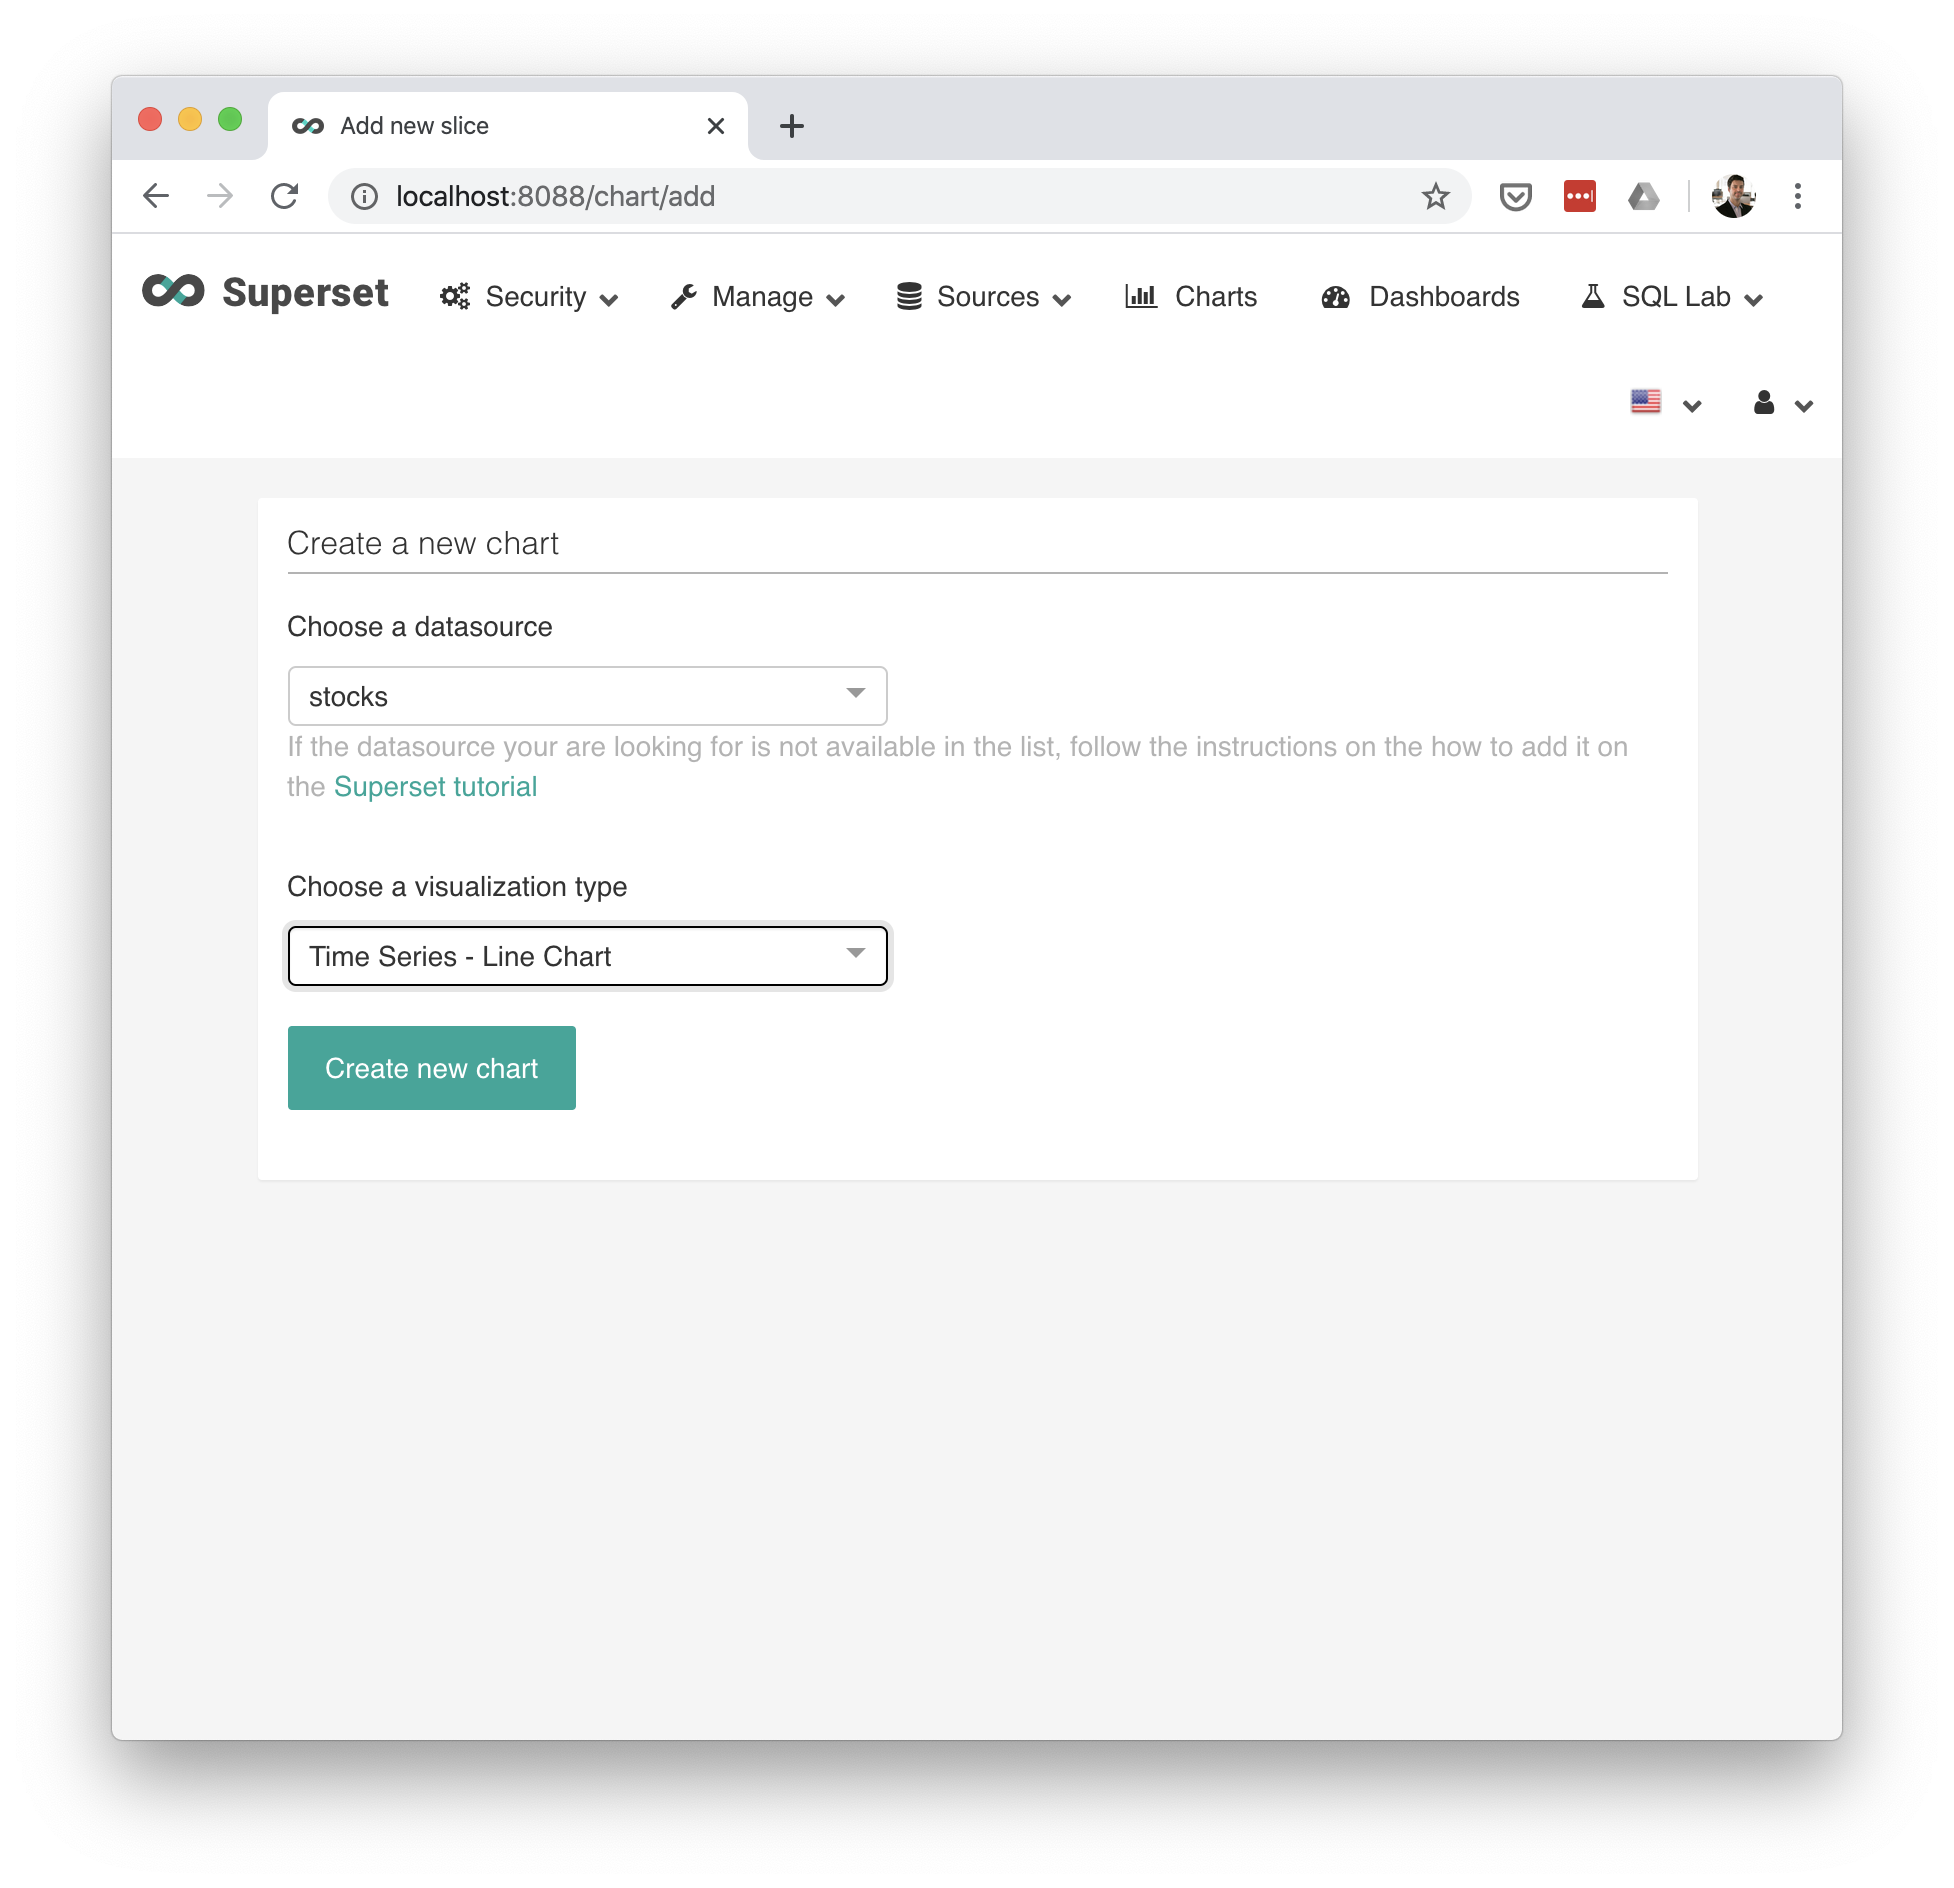 Add new slice
localhost:8088/chart/add
Superset Security Manage Sources Charts Dashboards SQL Lab
Create a new chart
Choose a datasource
stocks
If the datasource your are looking for is not available in the list, follow the instructions on the how to add it on
the Superset tutorial
Choose a visualization type
Time Series - Line Chart
Create new chart